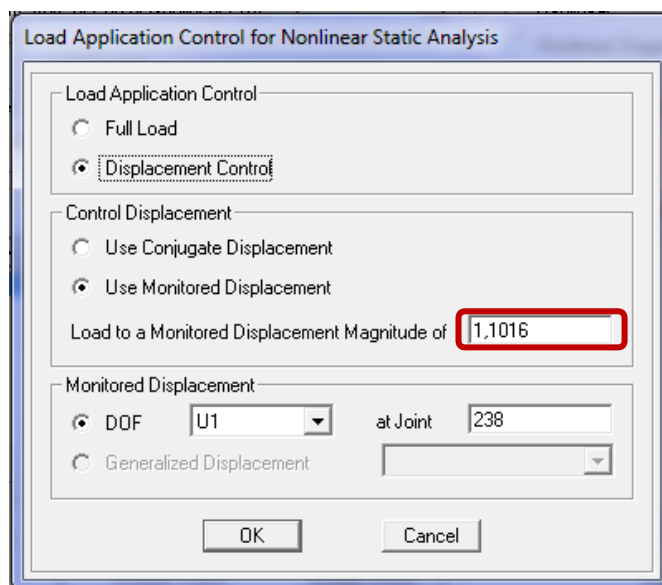 Load Application Control for Nonlinear Static Analysis
Load Application Control
Full Load
Displacement Control
Control Displacement
Use Conjugate Displacement
Use Monitored Displacement
Load to a Monitored Displacement Magnitude of 1,1016
Monitored Displacement
DOF U1 at Joint 238
Generalized Displacement
OK Cancel